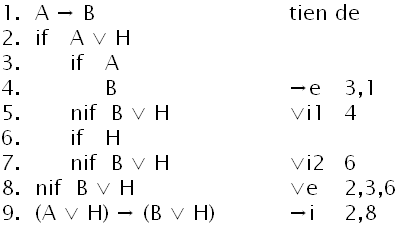 1. A → B tien de
2. if A ∨ H
3. if A
4. B →e 3,1
5. nif B ∨ H ∨i1 4
6. if H
7. nif B ∨ H ∨i2 6
8. nif B ∨ H ∨e 2,3,6
9. (A ∨ H) → (B ∨ H) →i 2,8